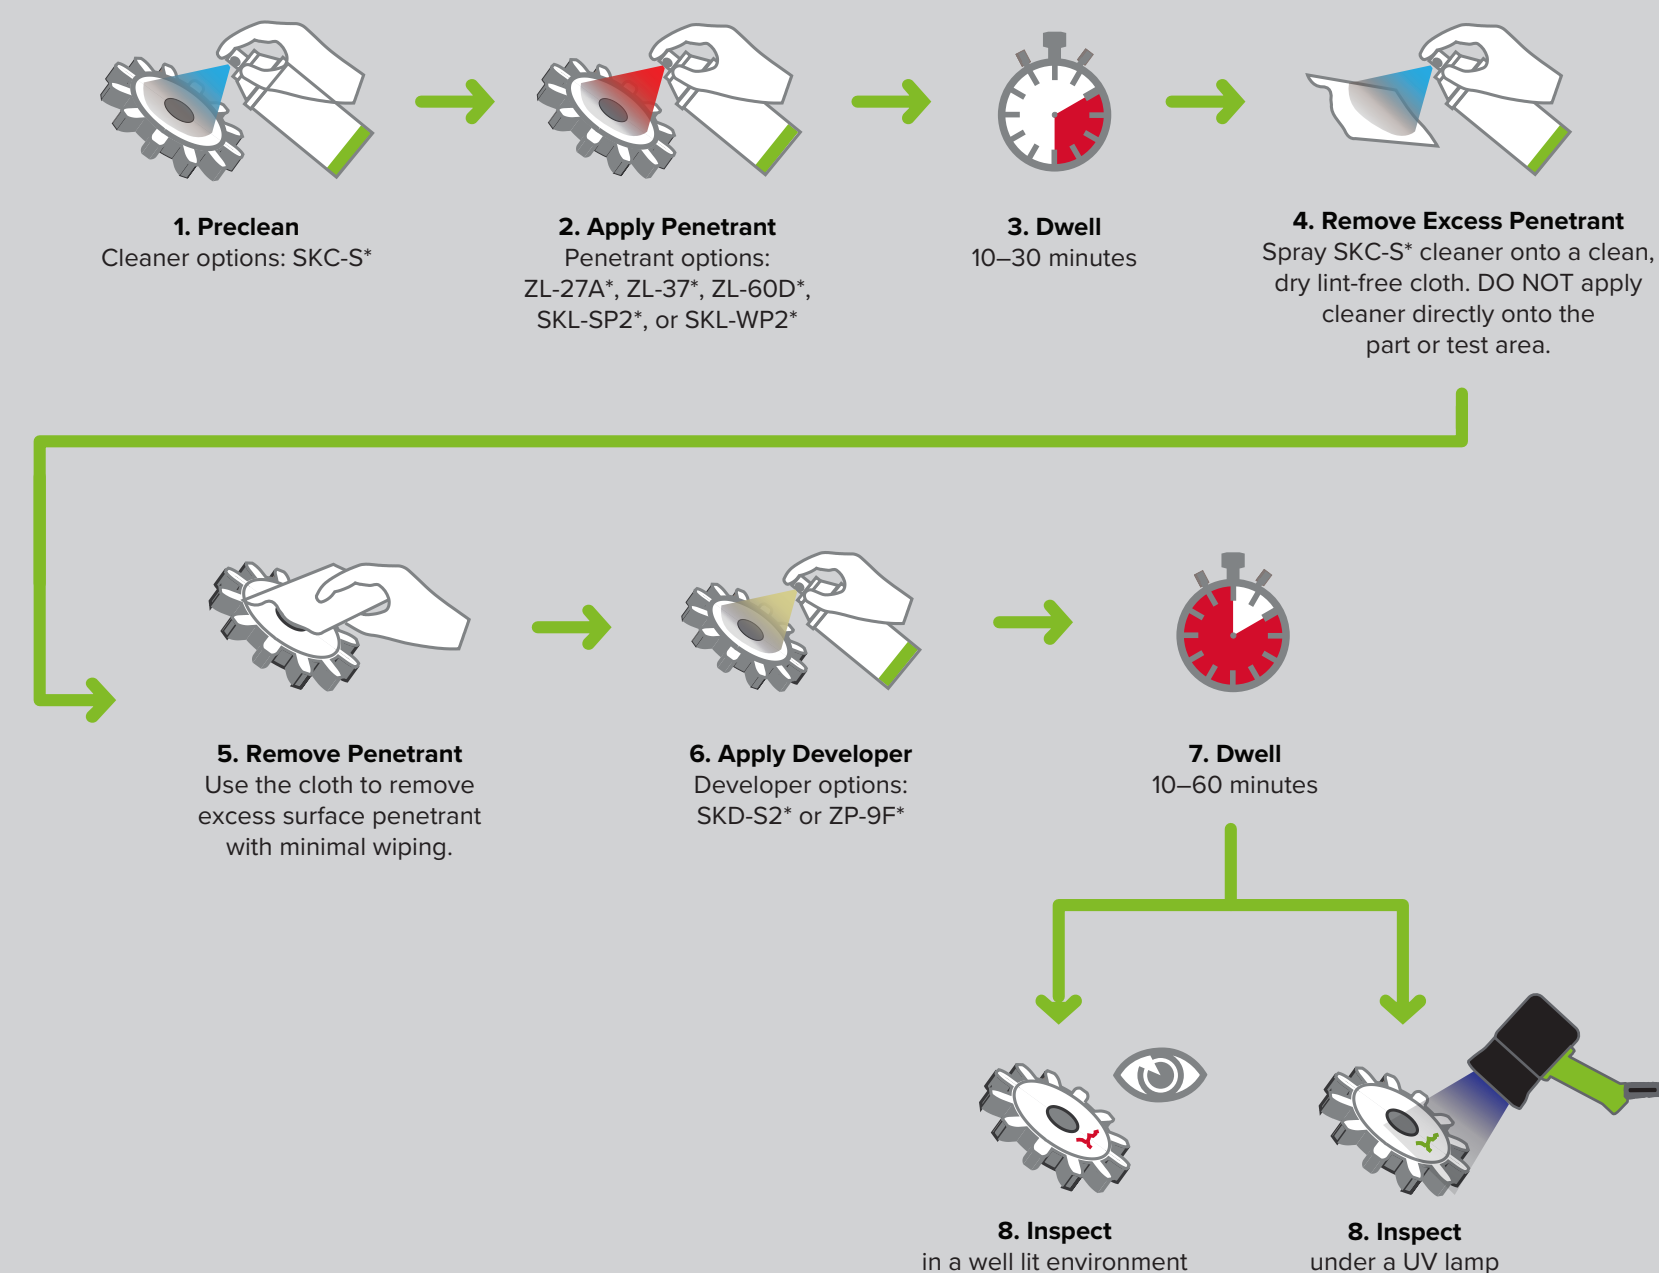 1. Preclean
Cleaner options: SKC-S*
2. Apply Penetrant
Penetrant options:
ZL-27A*, ZL-37*, ZL-60D*,
SKL-SP2*, or SKL-WP2*
3. Dwell
10–30 minutes
4. Remove Excess Penetrant
Spray SKC-S* cleaner onto a clean,
dry lint-free cloth. DO NOT apply
cleaner directly onto the
part or test area.
5. Remove Penetrant
Use the cloth to remove
excess surface penetrant
with minimal wiping.
6. Apply Developer
Developer options:
SKD-S2* or ZP-9F*
7. Dwell
10–60 minutes
8. Inspect
in a well lit environment
8. Inspect
under a UV lamp